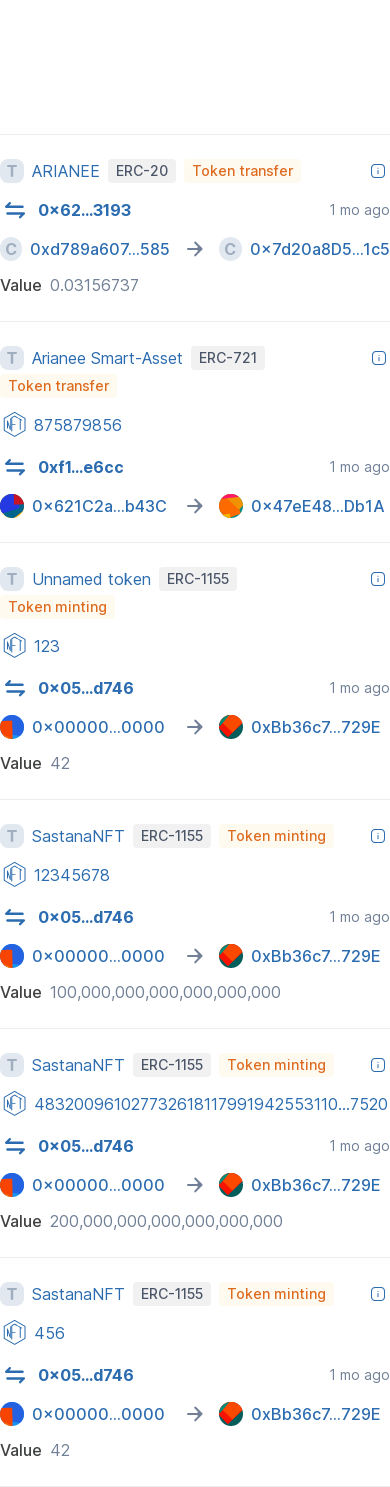 T ARIANEE ERC-20 Token transfer
0x62...3193 1 mo ago
C 0xd789a607...585 → C 0x7d20a8D5...1c5
Value 0.03156737
T Arianee Smart-Asset ERC-721
Token transfer
NFT 875879856
0xf1...e6cc 1 mo ago
0x621C2a...b43C → 0x47eE48...Db1A
T Unnamed token ERC-1155
Token minting
NFT 123
0x05...d746 1 mo ago
0x00000...0000 → 0xBb36c7...729E
Value 42
T SastanaNFT ERC-1155 Token minting
NFT 12345678
0x05...d746 1 mo ago
0x00000...0000 → 0xBb36c7...729E
Value 100,000,000,000,000,000,000
T SastanaNFT ERC-1155 Token minting
NFT 483200961027732618117991942553110...7520
0x05...d746 1 mo ago
0x00000...0000 → 0xBb36c7...729E
Value 200,000,000,000,000,000,000
T SastanaNFT ERC-1155 Token minting
NFT 456
0x05...d746 1 mo ago
0x00000...0000 → 0xBb36c7...729E
Value 42